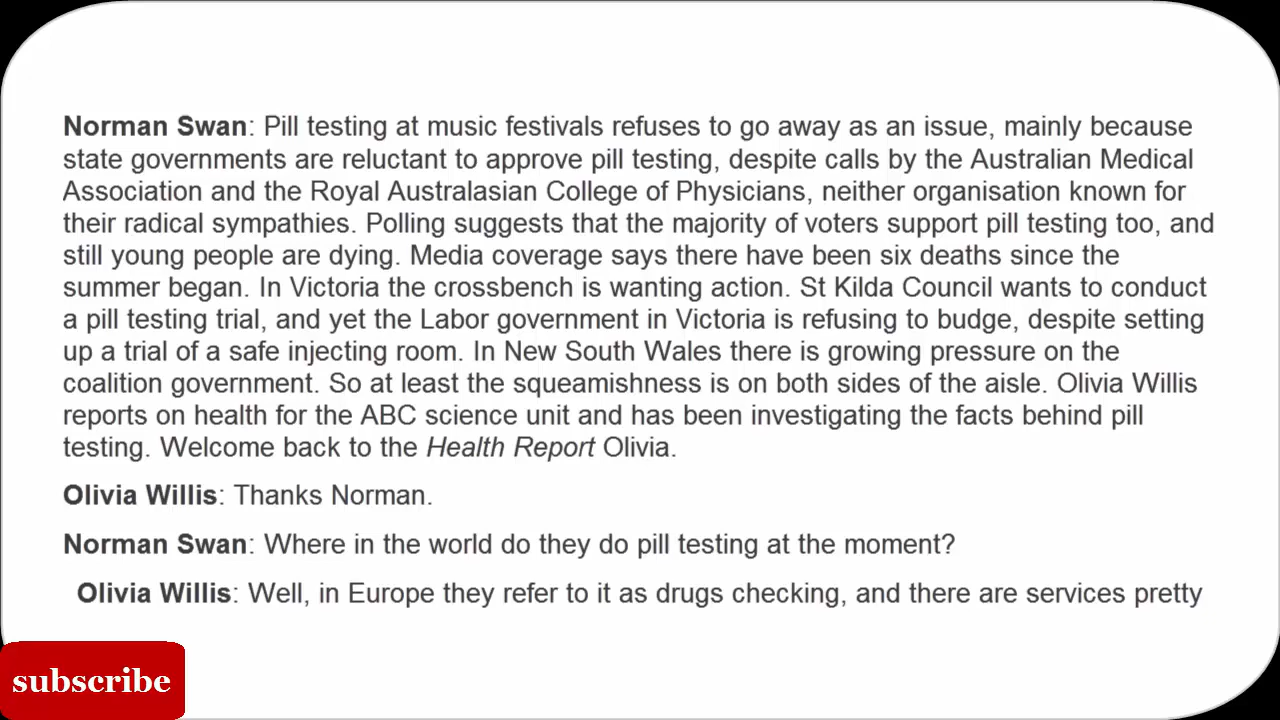 Norman Swan: Pill testing at music festivals refuses to go away as an issue, mainly because
state governments are reluctant to approve pill testing, despite calls by the Australian Medical
Association and the Royal Australasian College of Physicians, neither organisation known for
their radical sympathies. Polling suggests that the majority of voters support pill testing too, and
still young people are dying. Media coverage says there have been six deaths since the
summer began. In Victoria the crossbench is wanting action. St Kilda Council wants to conduct
a pill testing trial, and yet the Labor government in Victoria is refusing to budge, despite setting
up a trial of a safe injecting room. In New South Wales there is growing pressure on the
coalition government. So at least the squeamishness is on both sides of the aisle. Olivia Willis
reports on health for the ABC science unit and has been investigating the facts behind pill
testing. Welcome back to the Health Report Olivia.
Olivia Willis: Thanks Norman.
Norman Swan: Where in the world do they do pill testing at the moment?
Olivia Willis: Well, in Europe they refer to it as drugs checking, and there are services pretty
subscribe